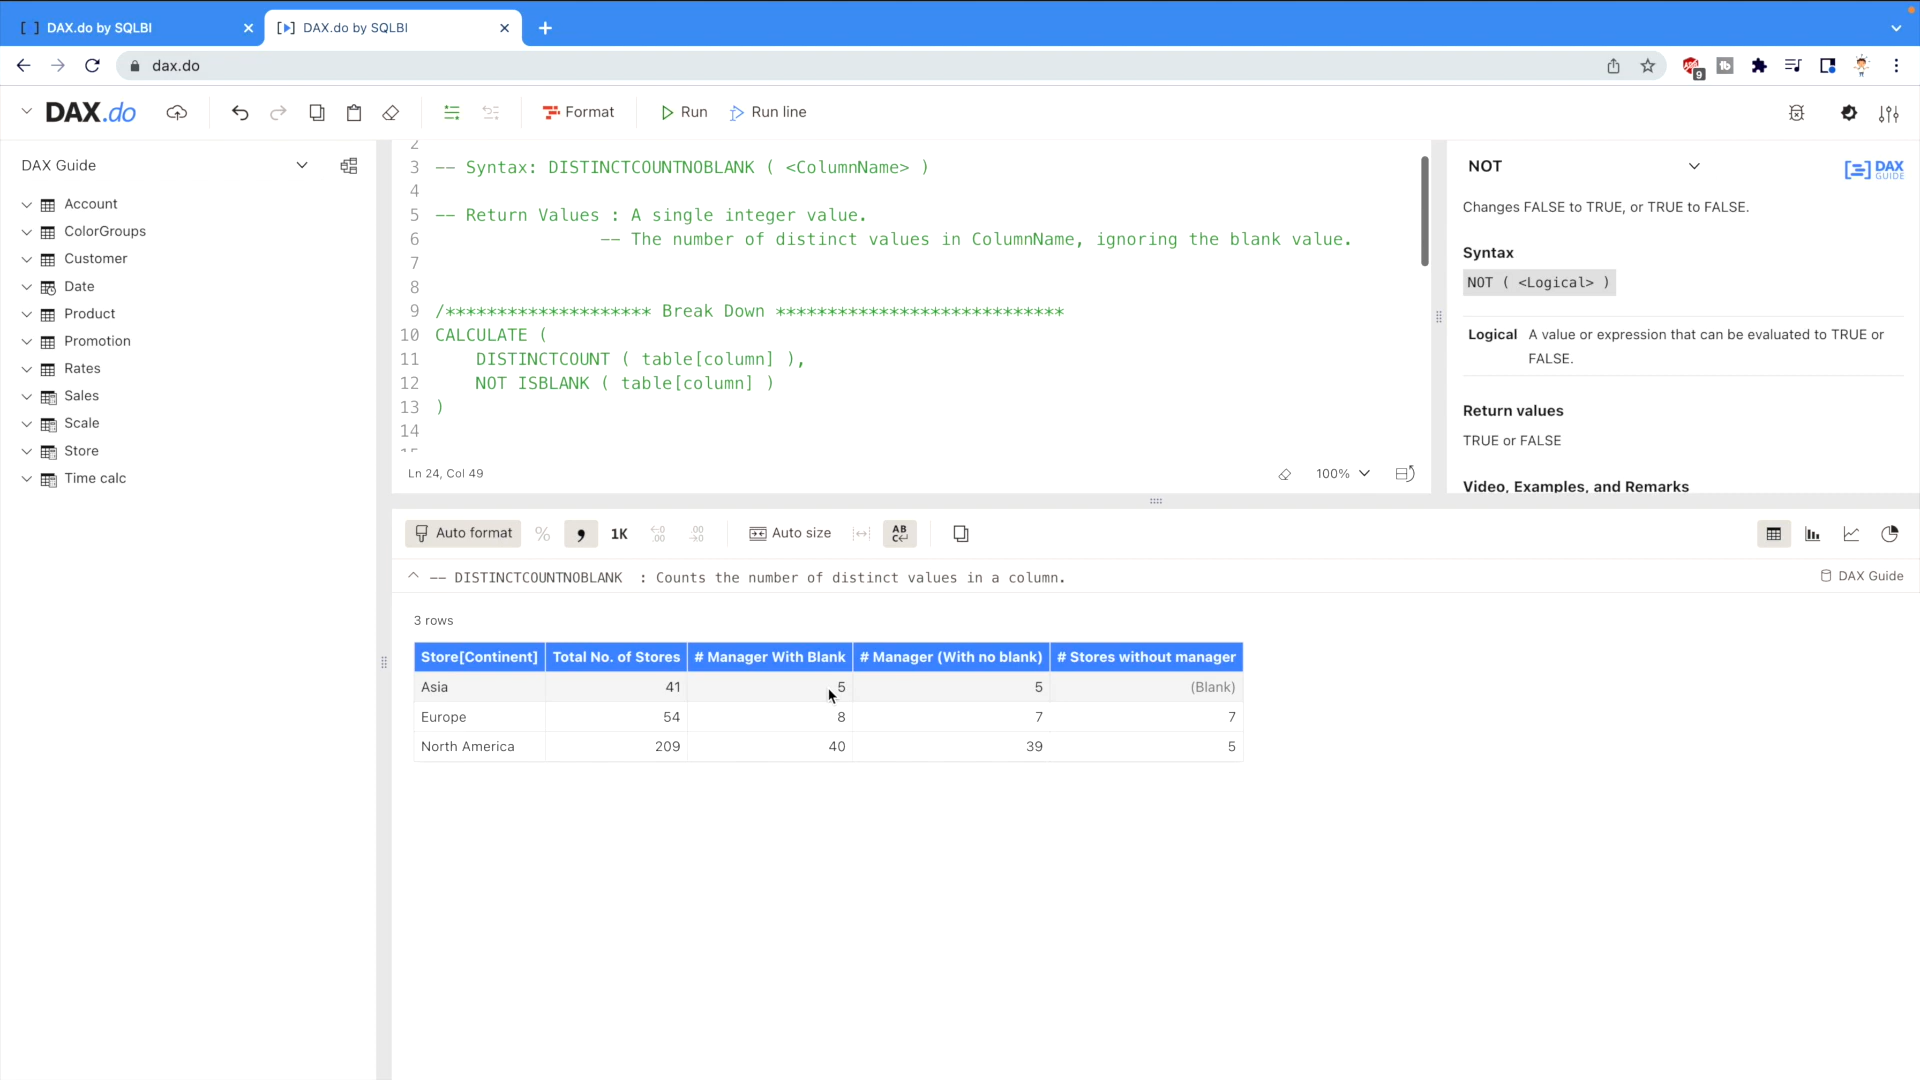 [ ] DAX.do by SQLBI
DAX.do by SQLBI
dax.do
9
DAX.do
Format
Run
Run line
DAX Guide
Account
ColorGroups
Customer
Date
Product
Promotion
Rates
Sales
Scale
Store
Time calc
2
3 -- Syntax: DISTINCTCOUNTNOBLANK ( <ColumnName> )
4
5 -- Return Values : A single integer value.
6 -- The number of distinct values in ColumnName, ignoring the blank value.
7
8
9 /******************** Break Down ****************************
10 CALCULATE (
11 DISTINCTCOUNT ( table[column] ),
12 NOT ISBLANK ( table[column] )
13 )
14
Ln 24, Col 49
100%
NOT
DAX GUIDE
Changes FALSE to TRUE, or TRUE to FALSE.
Syntax
NOT ( <Logical> )
Logical A value or expression that can be evaluated to TRUE or
FALSE.
Return values
TRUE or FALSE
Video, Examples, and Remarks
Auto format % , 1K Auto size
-- DISTINCTCOUNTNOBLANK : Counts the number of distinct values in a column.
DAX Guide
3 rows
Store[Continent] Total No. of Stores # Manager With Blank # Manager (With no blank) # Stores without manager
Asia 41 5 5 (Blank)
Europe 54 8 7 7
North America 209 40 39 5